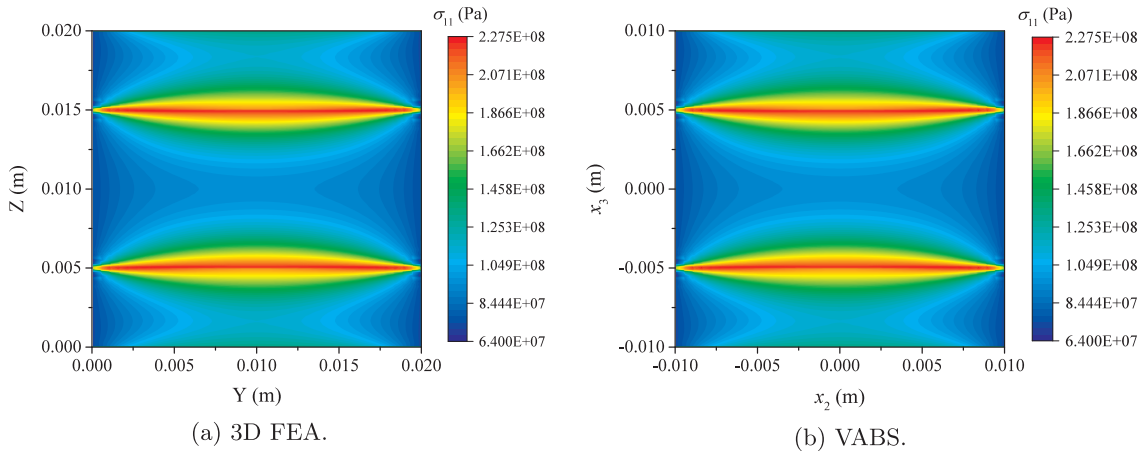 σ11 (Pa)
0.020
0.015
0.010
0.005
0.000
Z (m)
0.000 0.005 0.010 0.015 0.020
Y (m)
2.275E+08
2.071E+08
1.866E+08
1.662E+08
1.458E+08
1.253E+08
1.049E+08
8.444E+07
6.400E+07
(a) 3D FEA.
σ11 (Pa)
0.010
0.005
0.000
-0.005
-0.010
x3 (m)
-0.010 -0.005 0.000 0.005 0.010
x2 (m)
2.275E+08
2.071E+08
1.866E+08
1.662E+08
1.458E+08
1.253E+08
1.049E+08
8.444E+07
6.400E+07
(b) VABS.